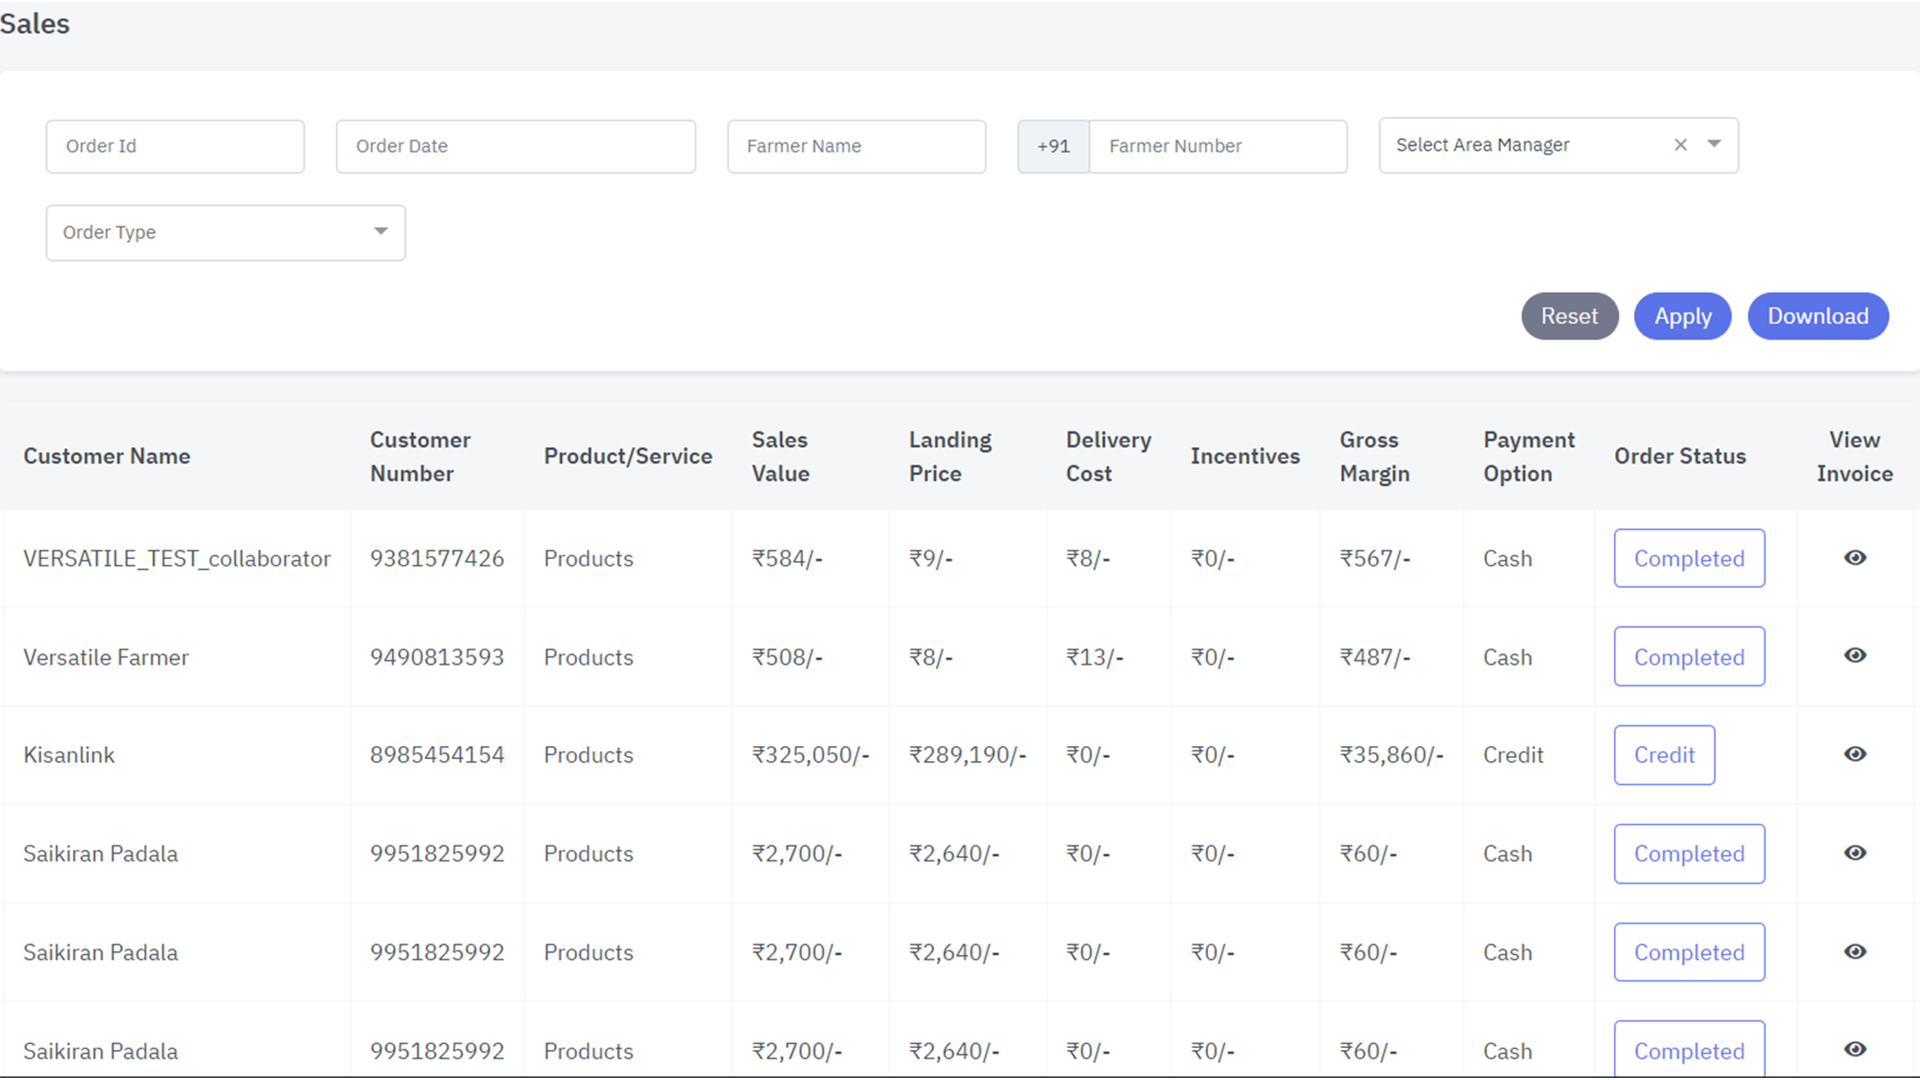 Sales
Order Id Order Date Farmer Name +91 Farmer Number Select Area Manager
Order Type
Reset Apply Download
Customer Name Customer Number Product/Service Sales Value Landing Price Delivery Cost Incentives Gross Margin Payment Option Order Status View Invoice
VERSATILE_TEST_collaborator 9381577426 Products ₹584/- ₹9/- ₹8/- ₹0/- ₹567/- Cash Completed
Versatile Farmer 9490813593 Products ₹508/- ₹8/- ₹13/- ₹0/- ₹487/- Cash Completed
Kisanlink 8985454154 Products ₹325,050/- ₹289,190/- ₹0/- ₹0/- ₹35,860/- Credit Credit
Saikiran Padala 9951825992 Products ₹2,700/- ₹2,640/- ₹0/- ₹0/- ₹60/- Cash Completed
Saikiran Padala 9951825992 Products ₹2,700/- ₹2,640/- ₹0/- ₹0/- ₹60/- Cash Completed
Saikiran Padala 9951825992 Products ₹2,700/- ₹2,640/- ₹0/- ₹0/- ₹60/- Cash Completed